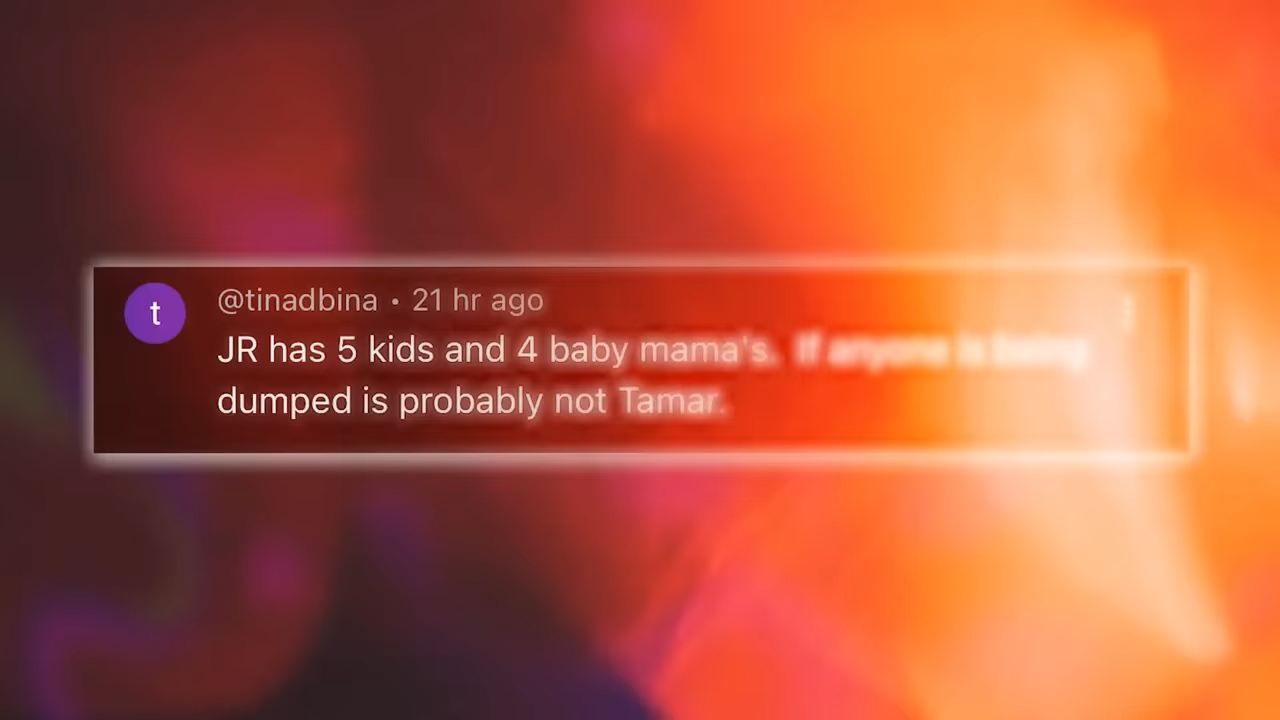 t
@tinadbina • 21 hr ago
JR has 5 kids and 4 baby mama's. If anyone is being
dumped is probably not Tamar.